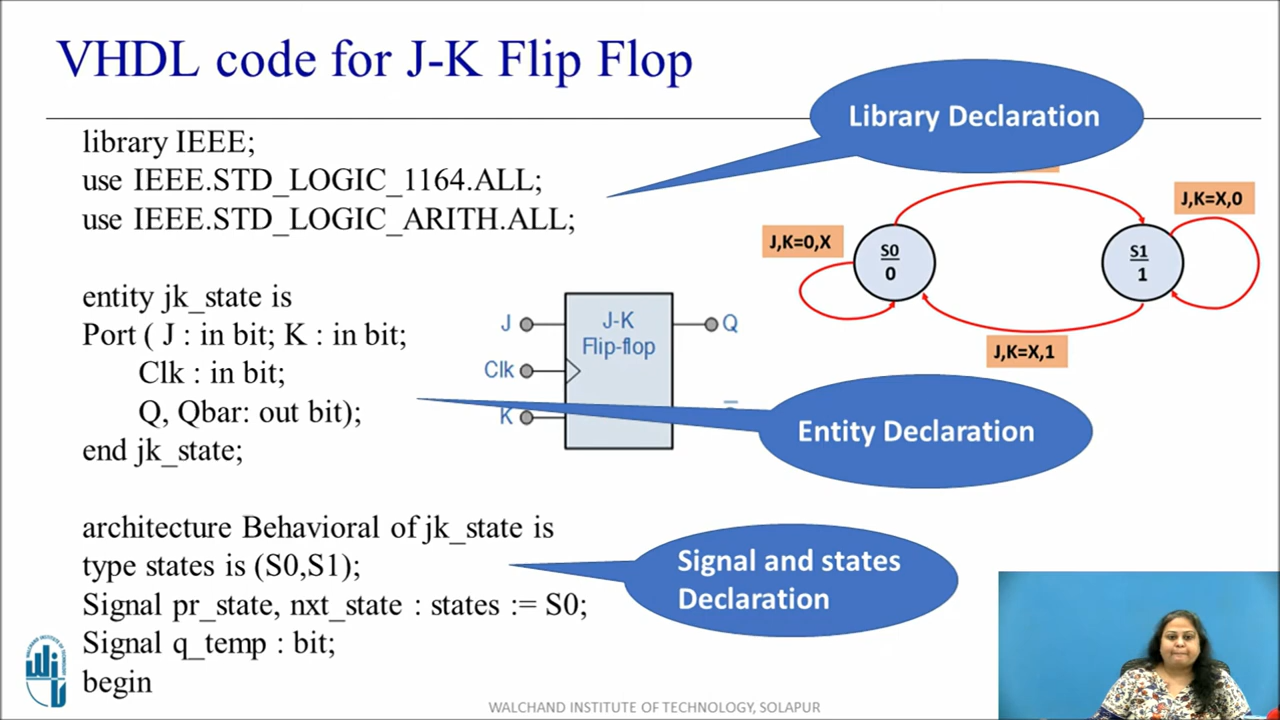 VHDL code for J-K Flip Flop
Library Declaration
library IEEE;
use IEEE.STD_LOGIC_1164.ALL;
use IEEE.STD_LOGIC_ARITH.ALL;
J,K=X,0
J,K=0,X
S0
0
S1
1
J,K=X,1
entity jk_state is
Port ( J : in bit; K : in bit;
Clk : in bit;
Q, Qbar: out bit);
end jk_state;
J
Clk
K
J-K
Flip-flop
Q
Entity Declaration
architecture Behavioral of jk_state is
type states is (S0,S1);
Signal pr_state, nxt_state : states := S0;
Signal q_temp : bit;
begin
Signal and states
Declaration
WALCHAND INSTITUTE OF TECHNOLOGY, SOLAPUR